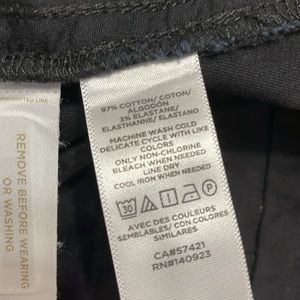 97% COTTON/ COTON/
ALGODÓN
3% ELASTANE/
ELASTHANNE/ ELASTANO
MACHINE WASH COLD
DELICATE CYCLE WITH LIKE
COLORS
ONLY NON-CHLORINE
BLEACH WHEN NEEDED
LINE DRY
COOL IRON WHEN NEEDED
30
P
AVEC DES COULEURS
SEMBLABLES/ CON COLORES
SIMILARES
CA#57421
RN#140923
REMOVE BEFORE WEARING
OR WASHING